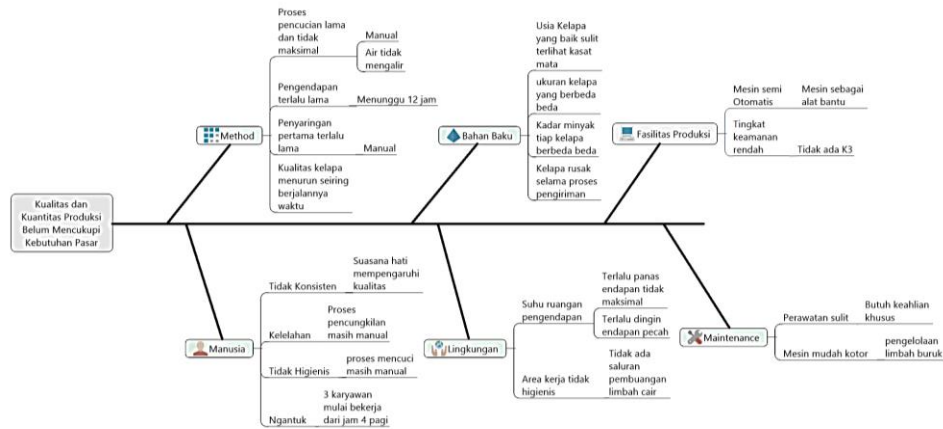 Proses
pencucian lama
dan tidak
maksimal
Manual
Air tidak
mengalir
Pengendapan
terlalu lama
Menunggu 12 jam
Penyaringan
pertama terlalu
lama
Manual
Kualitas kelapa
menurun seiring
berjalannya
waktu
Method
Usia Kelapa
yang baik sulit
terlihat kasat
mata
ukuran kelapa
yang berbeda
beda
Kadar minyak
tiap kelapa
berbeda beda
Kelapa rusak
selama proses
pengiriman
Bahan Baku
Mesin semi
Otomatis
Mesin sebagai
alat bantu
Tingkat
keamanan
rendah
Tidak ada K3
Fasilitas Produksi
Kualitas dan
Kuantitas Produksi
Belum Mencukupi
Kebutuhan Pasar
Manusia
Tidak Konsisten
Suasana hati
mempengaruhi
kualitas
Kelelahan
Proses
pencungkilan
masih manual
Tidak Higienis
proses mencuci
masih manual
Ngantuk
3 karyawan
mulai bekerja
dari jam 4 pagi
Lingkungan
Suhu ruangan
pengendapan
Terlalu panas
endapan tidak
maksimal
Terlalu dingin
endapan pecah
Area kerja tidak
higienis
Tidak ada
saluran
pembuangan
limbah cair
Maintenance
Perawatan sulit
Butuh keahlian
khusus
Mesin mudah kotor
pengelolaan
limbah buruk